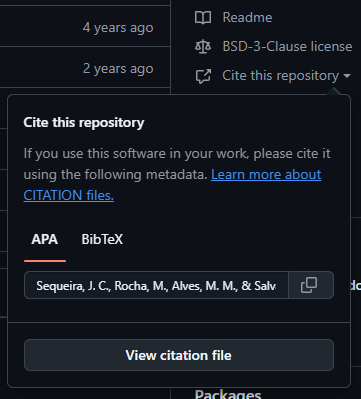 4 years ago
Readme
BSD-3-Clause license
2 years ago
Cite this repository
Cite this repository
If you use this software in your work, please cite it
using the following metadata. Learn more about
CITATION files.
APA
BibTeX
Sequeira, J. C., Rocha, M., Alves, M. M., & Salv
View citation file
Packages